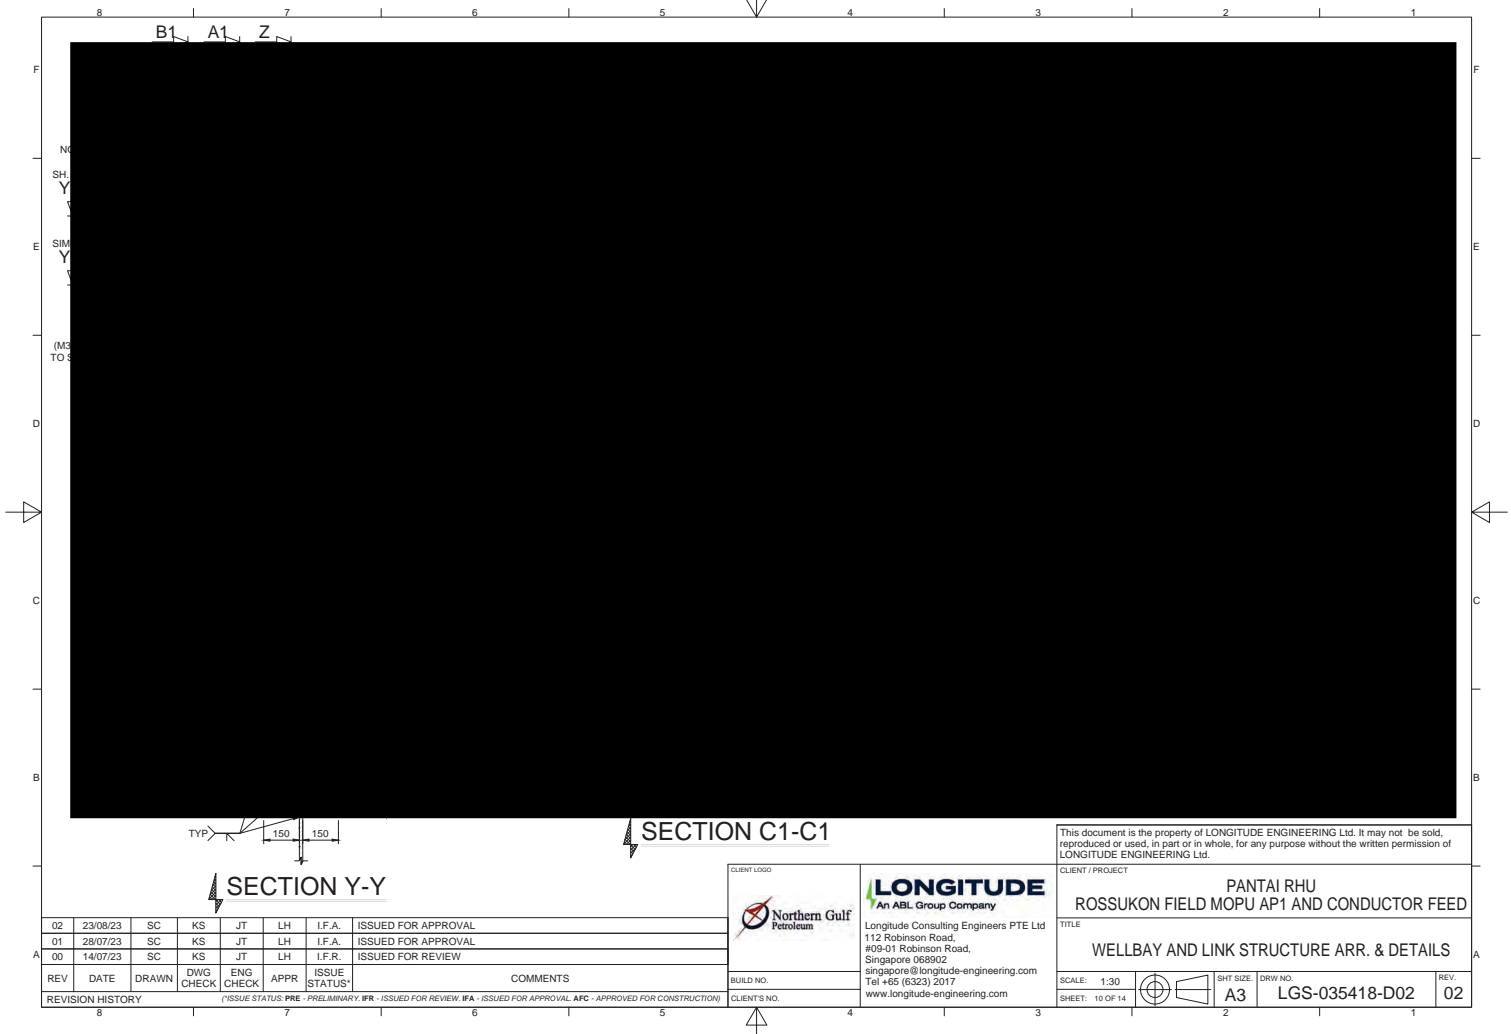 8 7 6 5 4 3 2 1
B1 A1 Z
F F
SH.
Y
E SIM E
Y
(M3
TO S
D D
C C
B B
TYP 150 150
SECTION C1-C1
SECTION Y-Y
This document is the property of LONGITUDE ENGINEERING Ltd. It may not be sold,
reproduced or used, in part or in whole, for any purpose without the written permission of
LONGITUDE ENGINEERING Ltd.
CLIENT LOGO
Northern Gulf
Petroleum
BUILD NO.
CLIENT'S NO.
LONGITUDE
An ABL Group Company
Longitude Consulting Engineers PTE Ltd
112 Robinson Road,
#09-01 Robinson Road,
Singapore 068902
singapore@longitude-engineering.com
Tel +65 (6323) 2017
www.longitude-engineering.com
CLIENT / PROJECT
PANTAI RHU
ROSSUKON FIELD MOPU AP1 AND CONDUCTOR FEED
TITLE
WELLBAY AND LINK STRUCTURE ARR. & DETAILS
SCALE: 1:30
SHEET: 10 OF 14
SHT SIZE.
A3
DRW NO.
LGS-035418-D02
REV.
02
02 23/08/23 SC KS JT LH I.F.A. ISSUED FOR APPROVAL
01 28/07/23 SC KS JT LH I.F.A. ISSUED FOR APPROVAL
A 00 14/07/23 SC KS JT LH I.F.R. ISSUED FOR REVIEW A
REV DATE DRAWN DWG CHECK ENG CHECK APPR ISSUE STATUS* COMMENTS
REVISION HISTORY (*ISSUE STATUS: PRE - PRELIMINARY. IFR - ISSUED FOR REVIEW. IFA - ISSUED FOR APPROVAL. AFC - APPROVED FOR CONSTRUCTION)
8 7 6 5 4 3 2 1